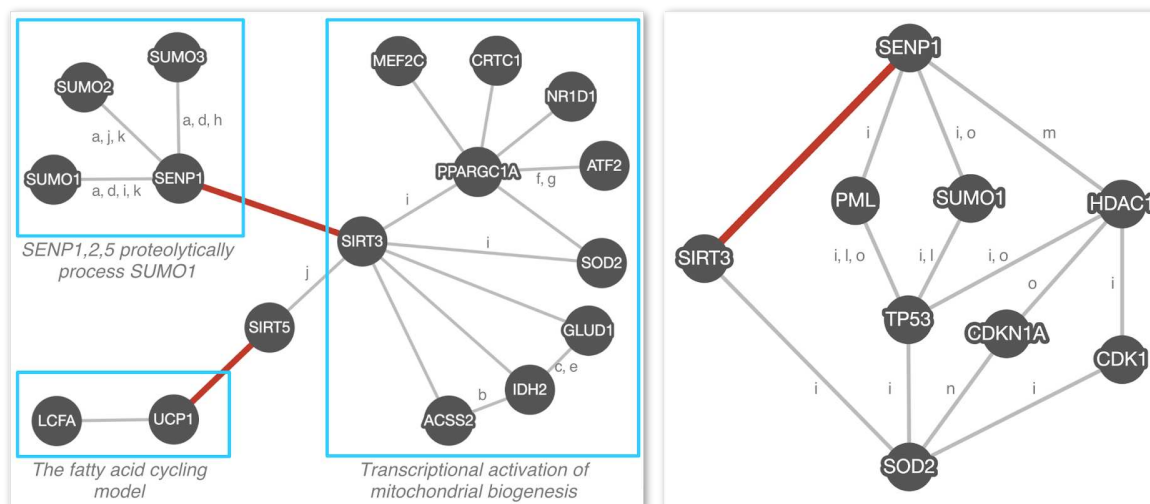 SUMO3
SUMO2
a, d, h
a, j, k
SUMO1
a, d, i, k
SENP1
SENP1,2,5 proteolytically
process SUMO1
MEF2C
CRTC1
NR1D1
PPARGC1A
f, g
ATF2
i
SIRT3
i
SOD2
j
SIRT5
GLUD1
c, e
IDH2
b
ACSS2
LCFA
UCP1
The fatty acid cycling
model
Transcriptional activation of
mitochondrial biogenesis
SENP1
i
i, o
m
PML
SUMO1
HDAC1
SIRT3
i, l, o
i, l
i, o
o
i
TP53
CDKN1A
CDK1
i
i
n
i
SOD2